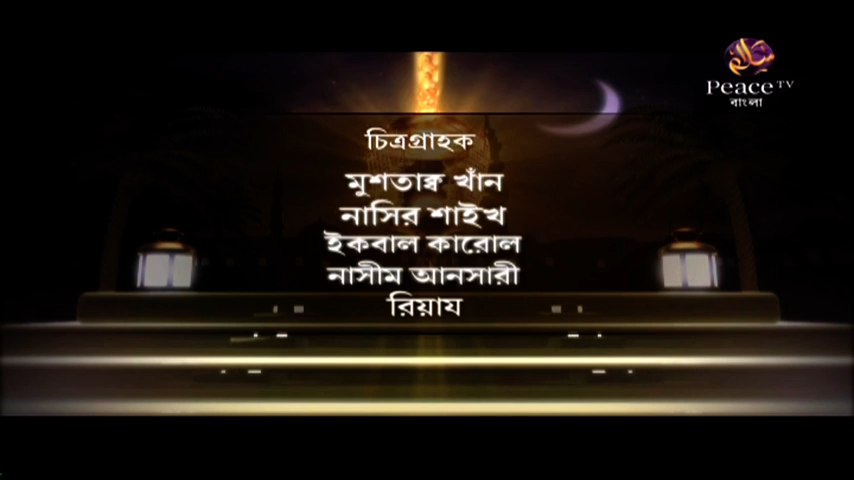 Peace TV
বাংলা
চিত্রগ্রাহক
মুশতাক্ব খাঁন
নাসির শাইখ
ইকবাল কারোল
নাসীম আনসারী
রিয়ায